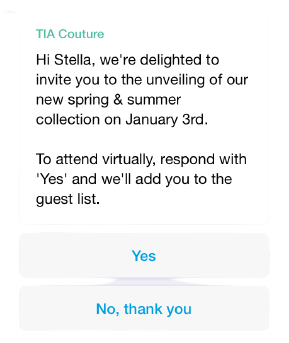 TIA Couture
Hi Stella, we're delighted to
invite you to the unveiling of our
new spring & summer
collection on January 3rd.
To attend virtually, respond with
'Yes' and we'll add you to the
guest list.
Yes
No, thank you